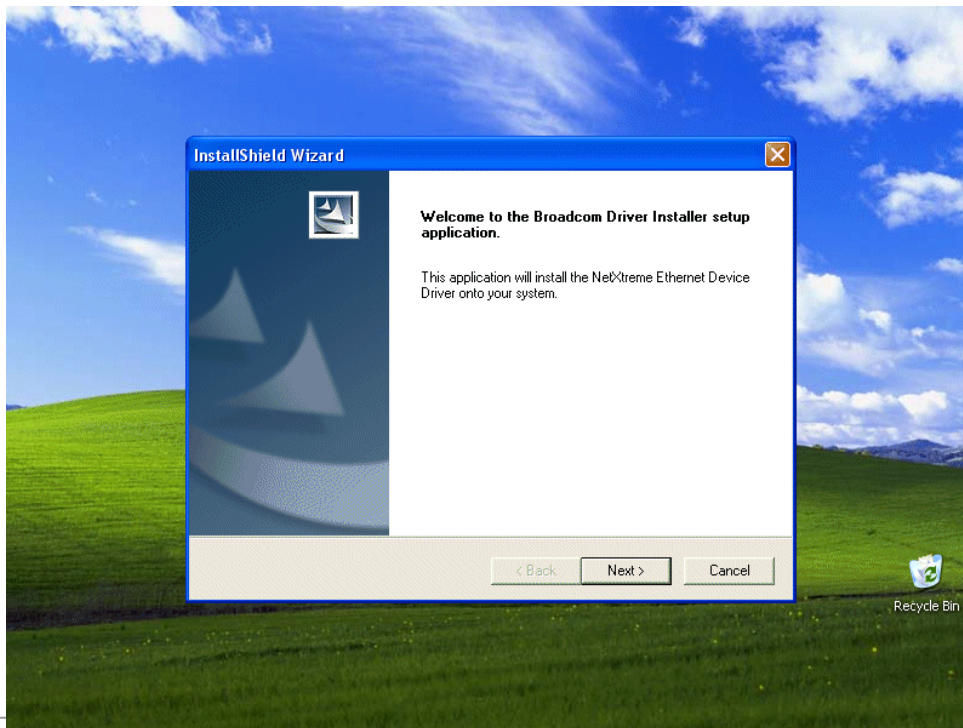 InstallShield Wizard
Welcome to the Broadcom Driver Installer setup
application.
This application will install the NetXtreme Ethernet Device
Driver onto your system.
< Back
Next >
Cancel
Recycle Bin